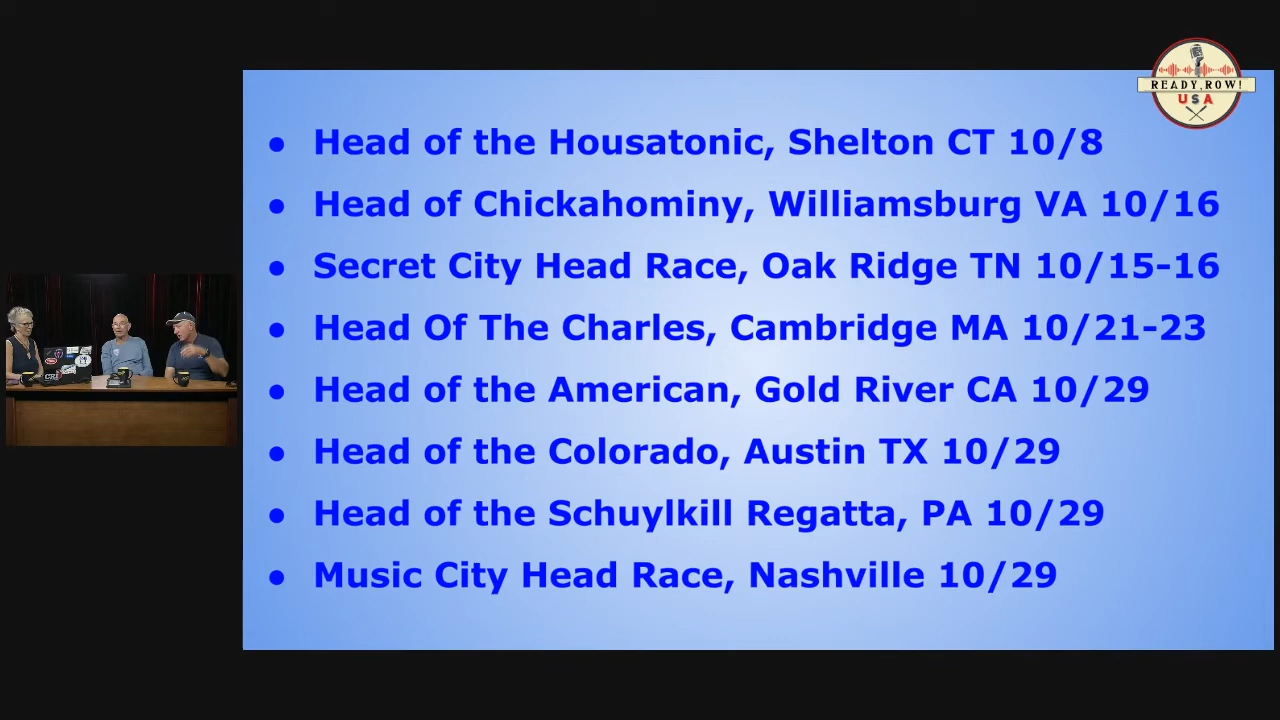 READY, ROW!
USA
● Head of the Housatonic, Shelton CT 10/8
● Head of Chickahominy, Williamsburg VA 10/16
● Secret City Head Race, Oak Ridge TN 10/15-16
● Head Of The Charles, Cambridge MA 10/21-23
● Head of the American, Gold River CA 10/29
● Head of the Colorado, Austin TX 10/29
● Head of the Schuylkill Regatta, PA 10/29
● Music City Head Race, Nashville 10/29